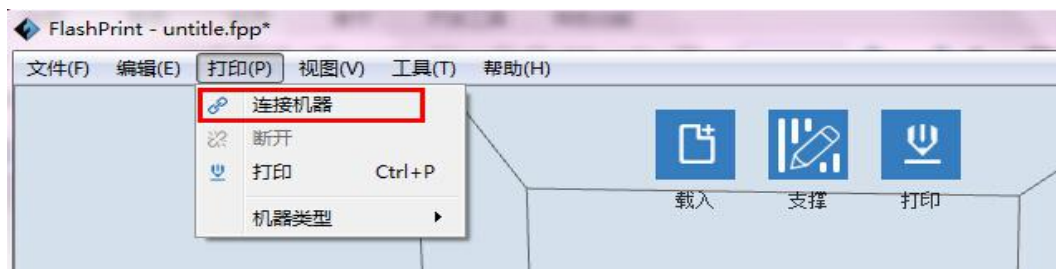 FlashPrint - untitle.fpp*
文件(F) 编辑(E) 打印(P) 视图(V) 工具(T) 帮助(H)
连接机器
断开
打印 Ctrl+P
机器类型
载入 支撑 打印